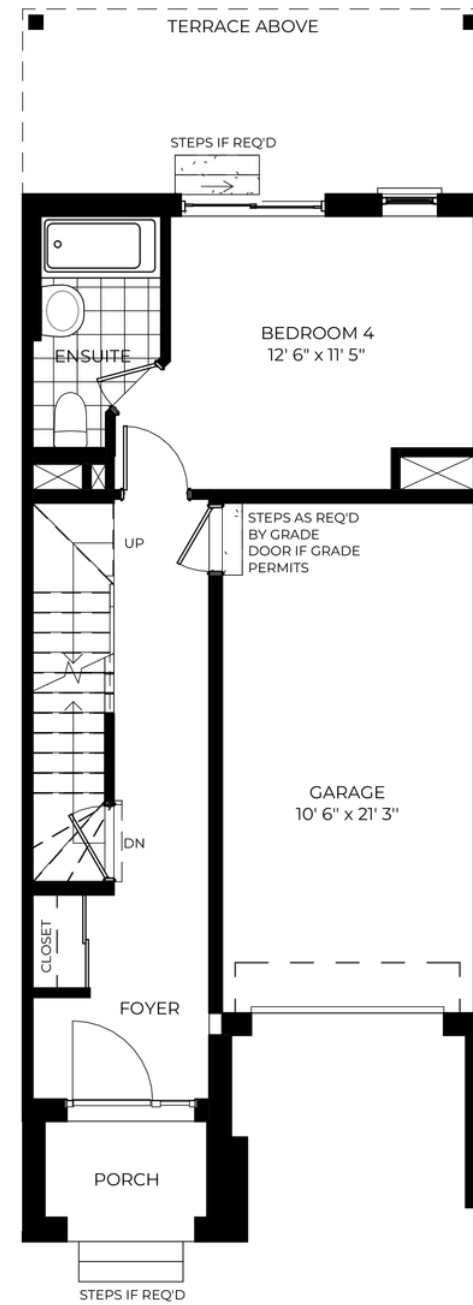 TERRACE ABOVE
STEPS IF REQ'D
BEDROOM 4
12' 6" x 11' 5"
ENSUITE
UP
STEPS AS REQ'D
BY GRADE
DOOR IF GRADE
PERMITS
GARAGE
10' 6" x 21' 3"
DN
CLOSET
FOYER
PORCH
STEPS IF REQ'D